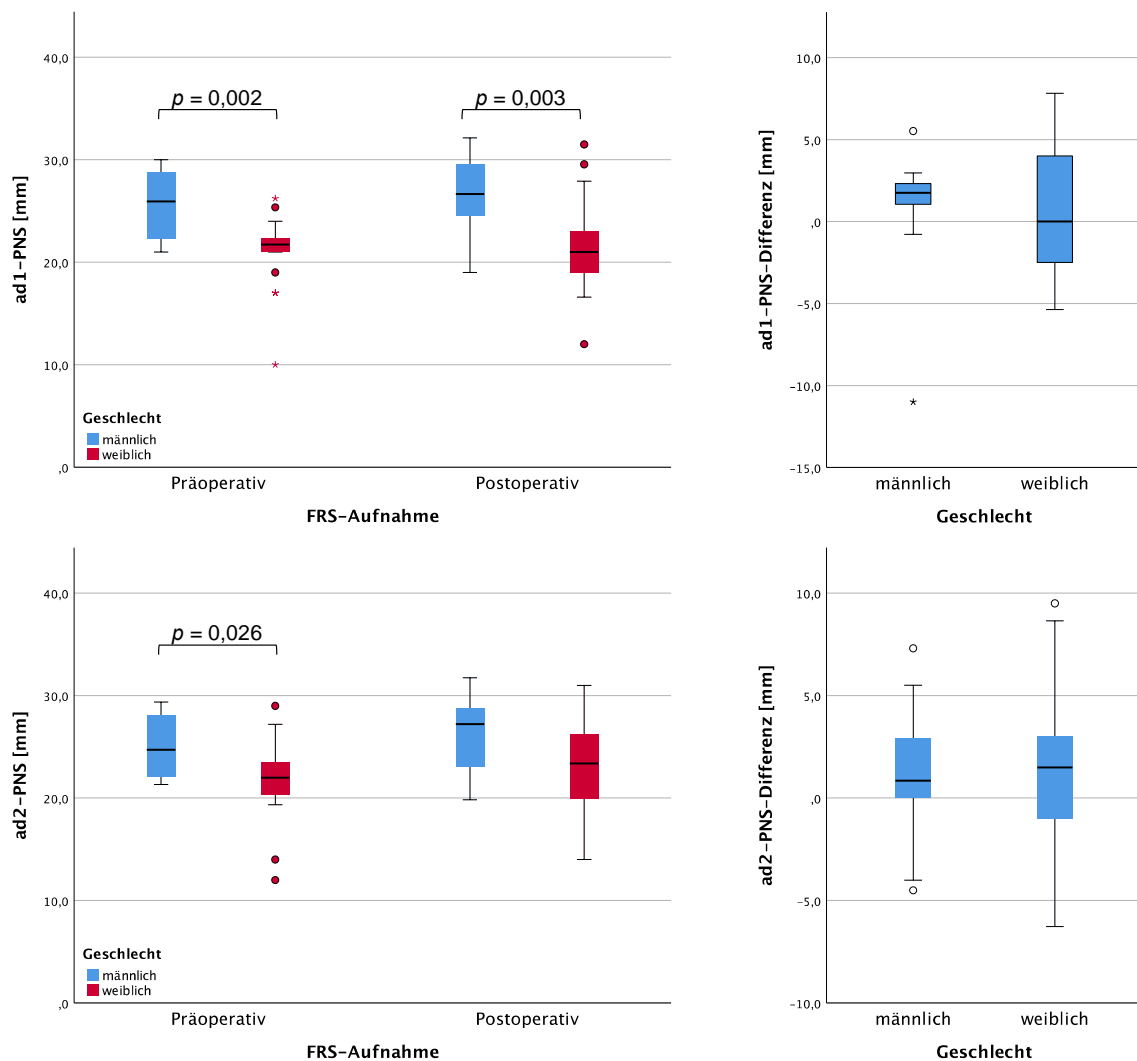 40,0
30,0
20,0
10,0
,0
ad1-PNS [mm]
p = 0,002
p = 0,003
Geschlecht
männlich
weiblich
Präoperativ
Postoperativ
FRS-Aufnahme
10,0
5,0
,0
-5,0
-10,0
-15,0
ad1-PNS-Differenz [mm]
männlich
weiblich
Geschlecht
40,0
30,0
20,0
10,0
,0
ad2-PNS [mm]
p = 0,026
Geschlecht
männlich
weiblich
Präoperativ
Postoperativ
FRS-Aufnahme
10,0
5,0
,0
-5,0
-10,0
ad2-PNS-Differenz [mm]
männlich
weiblich
Geschlecht